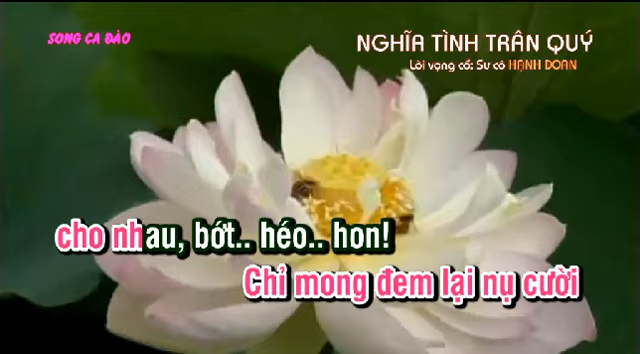 SONG CA ĐÀO
NGHĨA TÌNH TRÂN QUÝ
Lời vọng cổ: Sư cô HẠNH ĐOAN
cho nhau, bớt.. héo.. hon!
Chỉ mong đem lại nụ cười